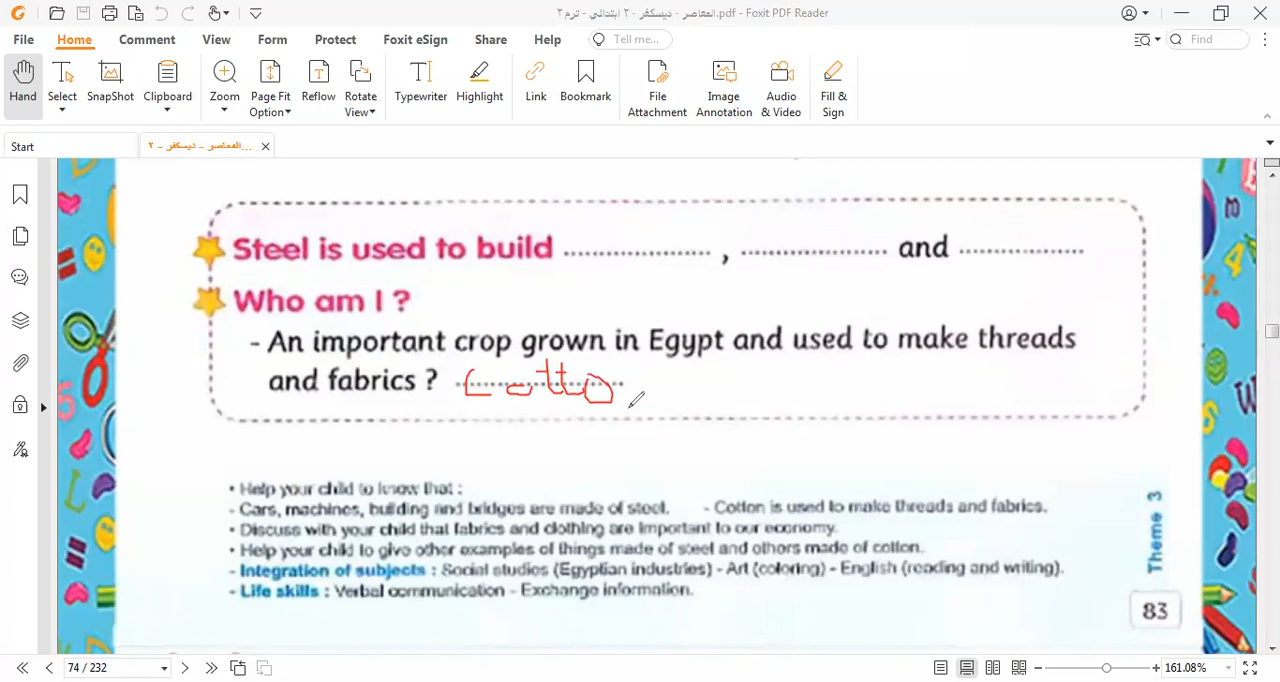 المعاصر - ديسكفر - ٢ ابتدائي - ترم٢.pdf - Foxit PDF Reader
File Home Comment View Form Protect Foxit eSign Share Help Tell me... Find
Hand Select SnapShot Clipboard Zoom Page Fit Option Reflow Rotate View Typewriter Highlight Link Bookmark File Attachment Image Annotation Audio & Video Fill & Sign
Start المعاصر - ديسكفر - ٢...
Steel is used to build .................... , .................... and ....................
Who am I ?
- An important crop grown in Egypt and used to make threads
and fabrics ? Cotto
• Help your child to know that :
- Cars, machines, building and bridges are made of steel. - Cotton is used to make threads and fabrics.
• Discuss with your child that fabrics and clothing are important to our economy.
• Help your child to give other examples of things made of steel and others made of cotton.
- Integration of subjects : Social studies (Egyptian industries) - Art (coloring) - English (reading and writing).
- Life skills : Verbal communication - Exchange information.
Theme 3
83
74 / 232
161.08%